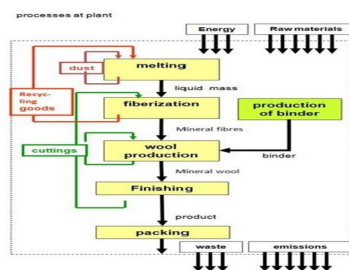 processes at plant
Energy
Raw materials
dust
melting
liquid mass
Recyc-
ling
goods
fiberization
production
of binder
Mineral fibres
cuttings
wool
production
binder
Mineral wool
Finishing
product
packing
waste
emissions